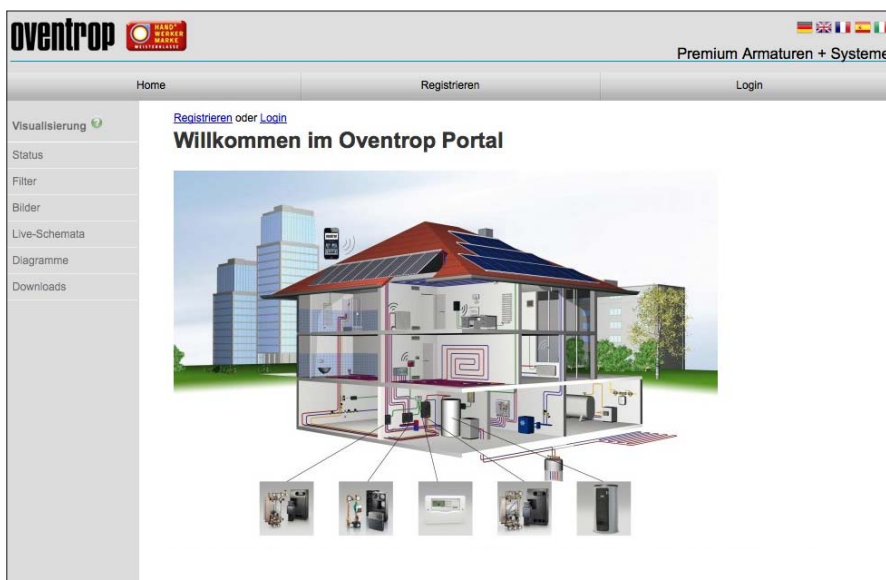 oventrop
HAND®
WERKER
MARKE
MEISTERKLASSE
Premium Armaturen + Systeme
Home Registrieren Login
Visualisierung
Status
Filter
Bilder
Live-Schemata
Diagramme
Downloads
Registrieren oder Login
Willkommen im Oventrop Portal